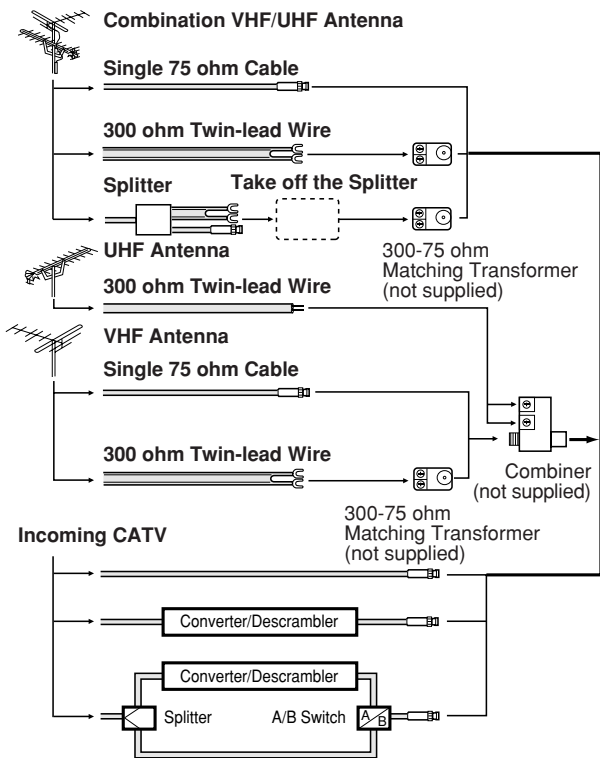 Combination VHF/UHF Antenna
Single 75 ohm Cable
300 ohm Twin-lead Wire
Splitter
Take off the Splitter
UHF Antenna
300-75 ohm
Matching Transformer
(not supplied)
300 ohm Twin-lead Wire
VHF Antenna
Single 75 ohm Cable
300 ohm Twin-lead Wire
Combiner
(not supplied)
300-75 ohm
Matching Transformer
(not supplied)
Incoming CATV
Converter/Descrambler
Converter/Descrambler
Splitter
A/B Switch
A
B